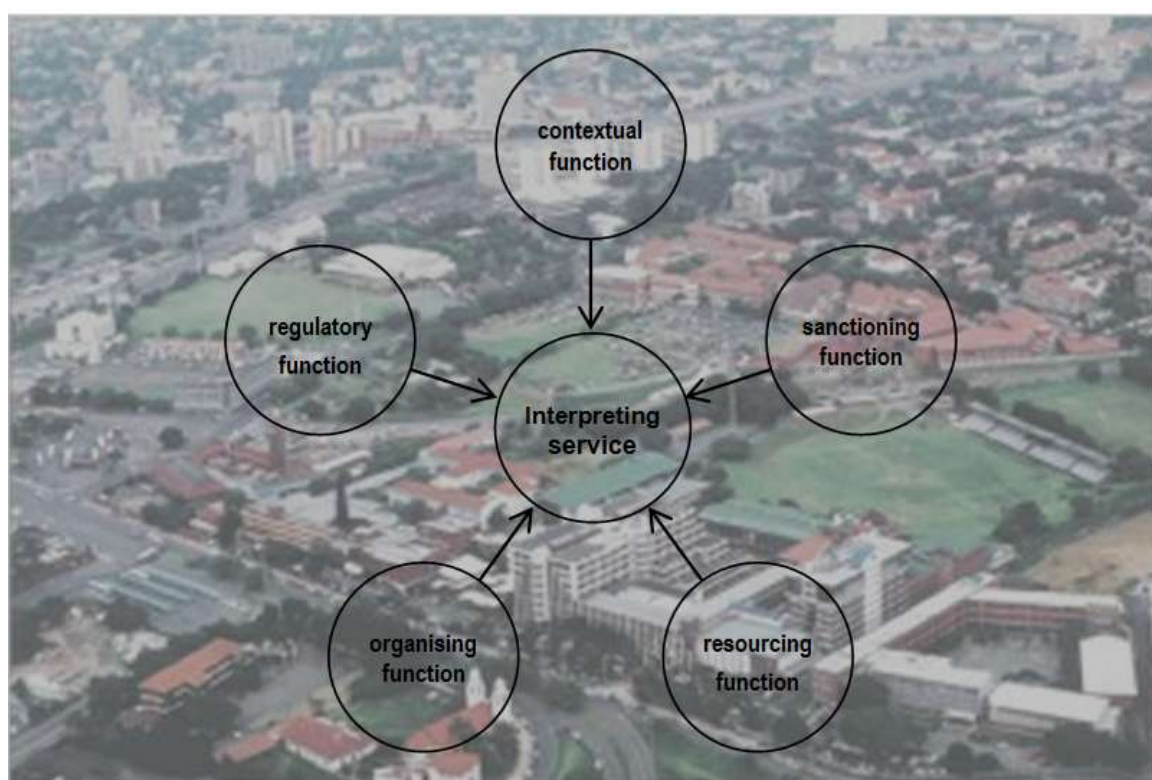 contextual
function
regulatory
function
sanctioning
function
Interpreting
service
organising
function
resourcing
function